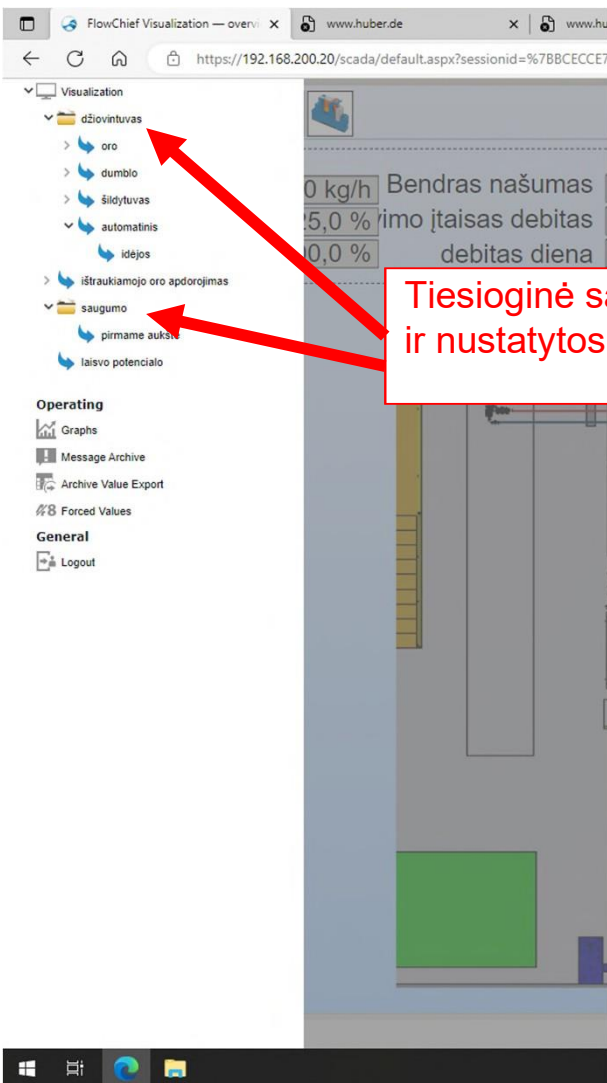 FlowChief Visualization — overvi
www.huber.de
www.hu
https://192.168.200.20/scada/default.aspx?sessionid=%7BBCECCE7
Visualization
džiovintuvas
oro
dumblo
šildytuvas
automatinis
idėjos
ištraukiamojo oro apdorojimas
saugumo
pirmame aukšte
laisvo potencialo
Operating
Graphs
Message Archive
Archive Value Export
Forced Values
General
Logout
0 kg/h Bendras našumas
5,0 % imo įtaisas debitas
0,0 % debitas diena
Tiesioginė sa
ir nustatytos